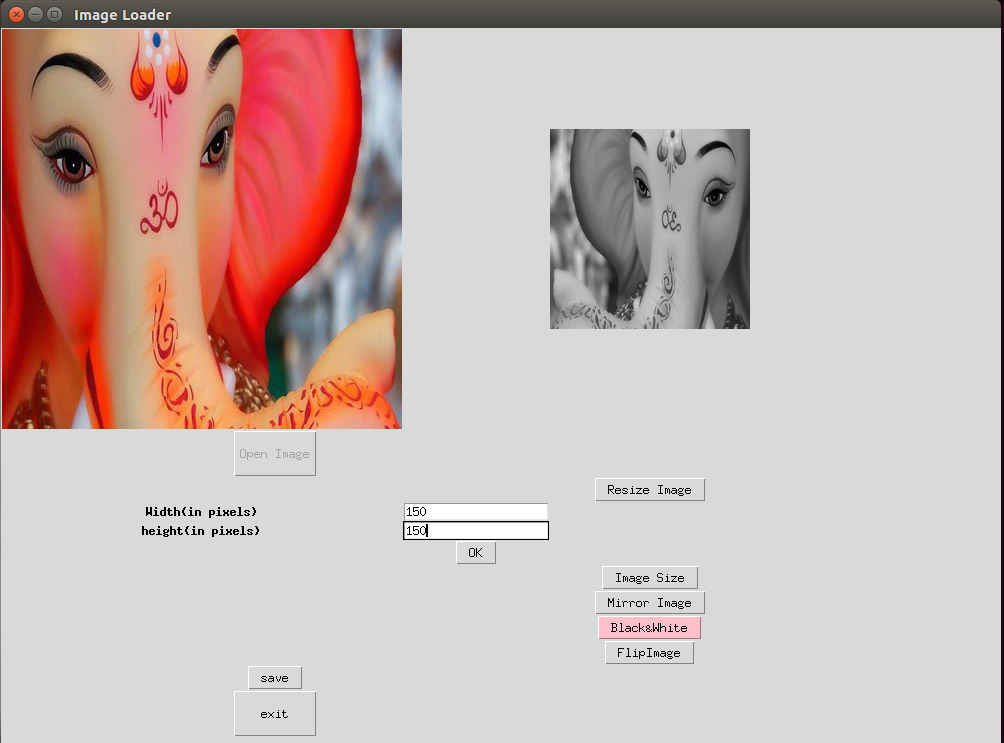 Image Loader
ॐ
Open Image
Resize Image
Width(in pixels)
150
height(in pixels)
150
OK
Image Size
Mirror Image
Black&White
FlipImage
save
exit